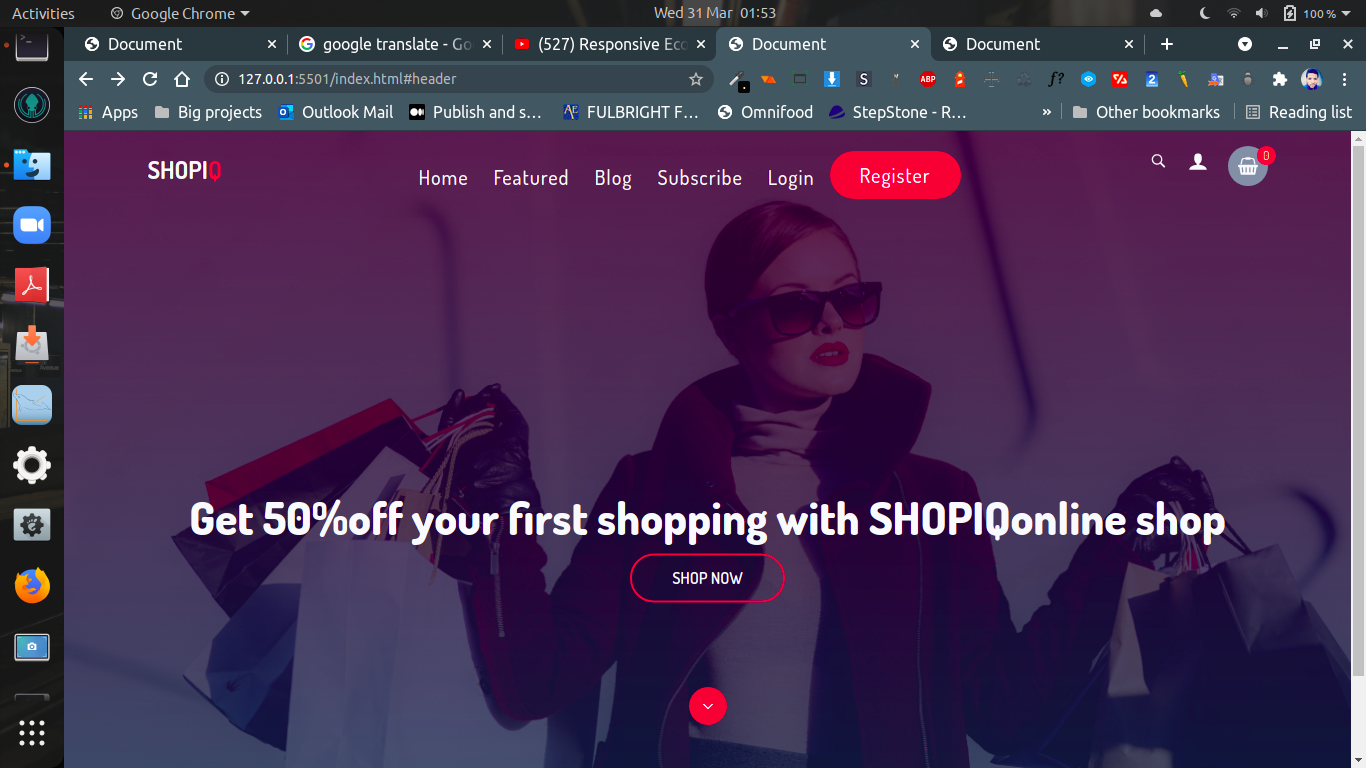 Activities
Google Chrome
Wed 31 Mar 01:53
100 %
Document
google translate - Go
(527) Responsive Eco
Document
Document
127.0.0.1:5501/index.html#header
S
ABP
f?
2
Apps
Big projects
Outlook Mail
Publish and s...
FULBRIGHT F...
Omnifood
StepStone - R...
»
Other bookmarks
Reading list
SHOPIQ
Home
Featured
Blog
Subscribe
Login
Register
0
Get 50%off your first shopping with SHOPIQonline shop
SHOP NOW